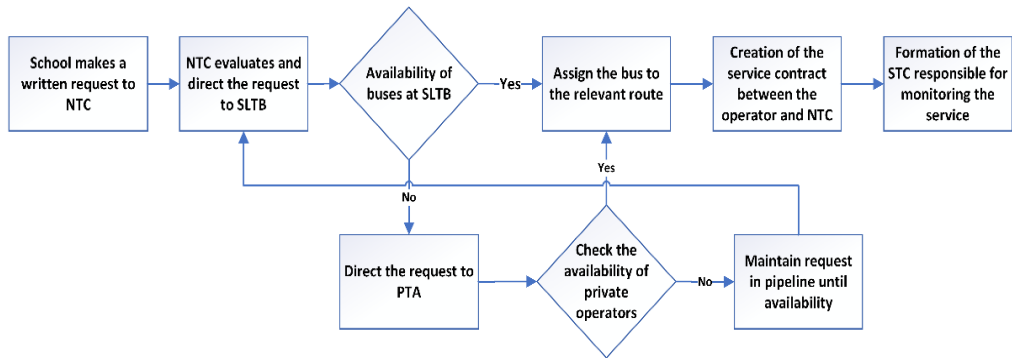 School makes a
written request to
NTC
NTC evaluates and
direct the request
to SLTB
Availability of
buses at SLTB
Yes
Assign the bus to
the relevant route
Creation of the
service contract
between the
operator and NTC
Formation of the
STC responsible for
monitoring the
service
No
Yes
Direct the request to
PTA
Check the
availability of
private
operators
No
Maintain request
in pipeline until
availability